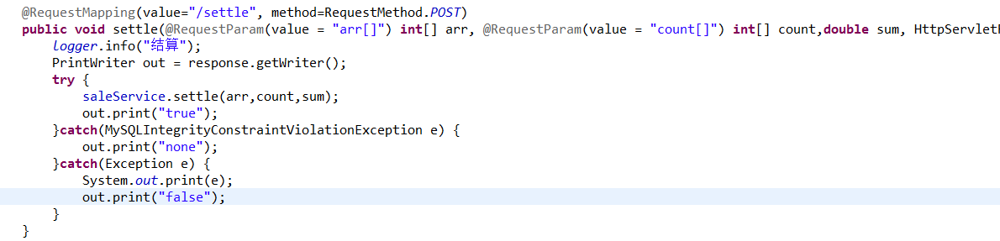 @RequestMapping(value="/settle", method=RequestMethod.POST)
public void settle(@RequestParam(value = "arr[]") int[] arr, @RequestParam(value = "count[]") int[] count,double sum, HttpServletR
logger.info("结算");
PrintWriter out = response.getWriter();
try {
saleService.settle(arr,count,sum);
out.print("true");
}catch(MySQLIntegrityConstraintViolationException e) {
out.print("none");
}catch(Exception e) {
System.out.print(e);
out.print("false");
}
}